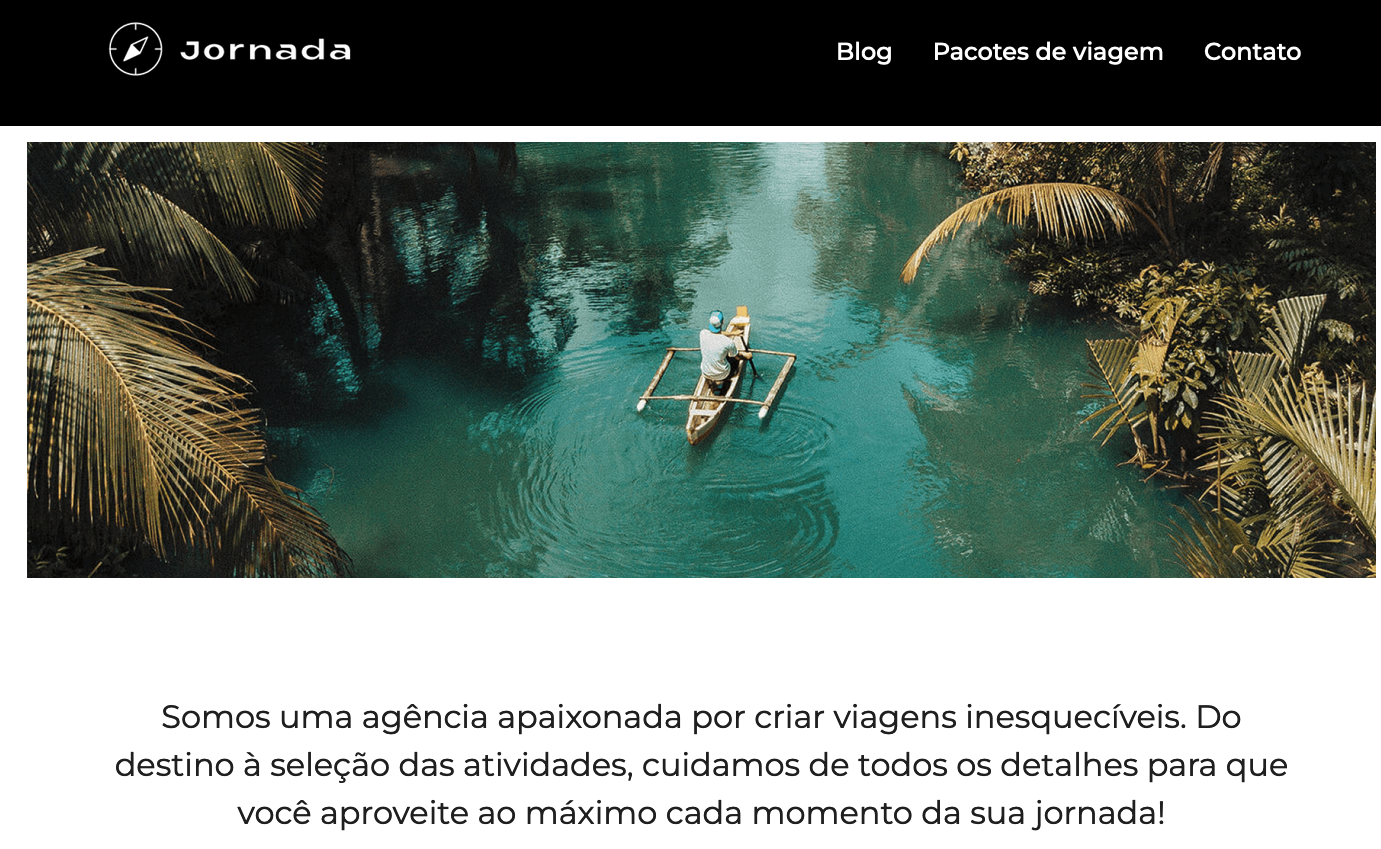 Jornada
Blog
Pacotes de viagem
Contato
Somos uma agência apaixonada por criar viagens inesquecíveis. Do
destino à seleção das atividades, cuidamos de todos os detalhes para que
você aproveite ao máximo cada momento da sua jornada!